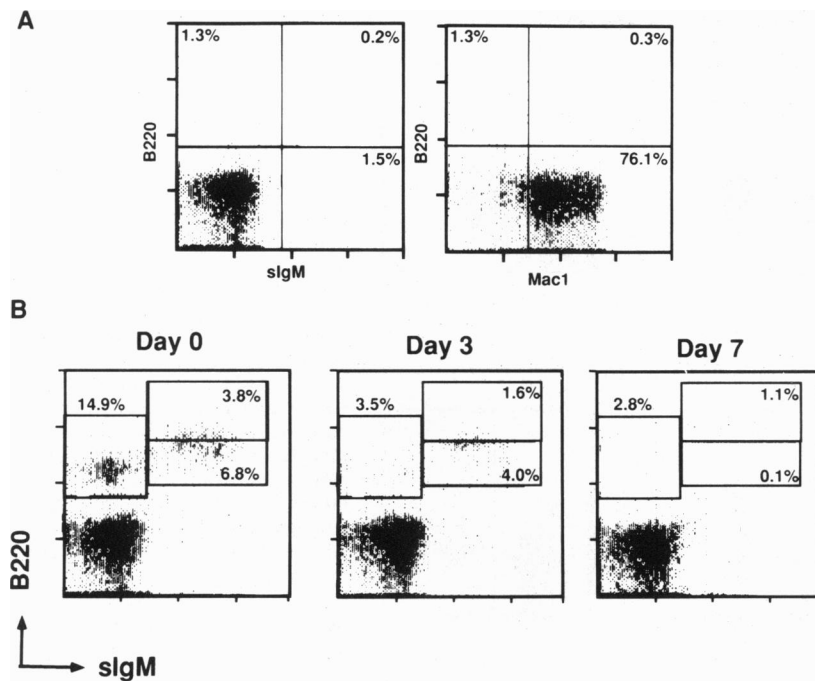 A
1.3%
0.2%
1.5%
B220
sIgM
1.3%
0.3%
76.1%
B220
Mac1
B
Day 0
Day 3
Day 7
14.9%
3.8%
6.8%
3.5%
1.6%
4.0%
2.8%
1.1%
0.1%
B220
sIgM